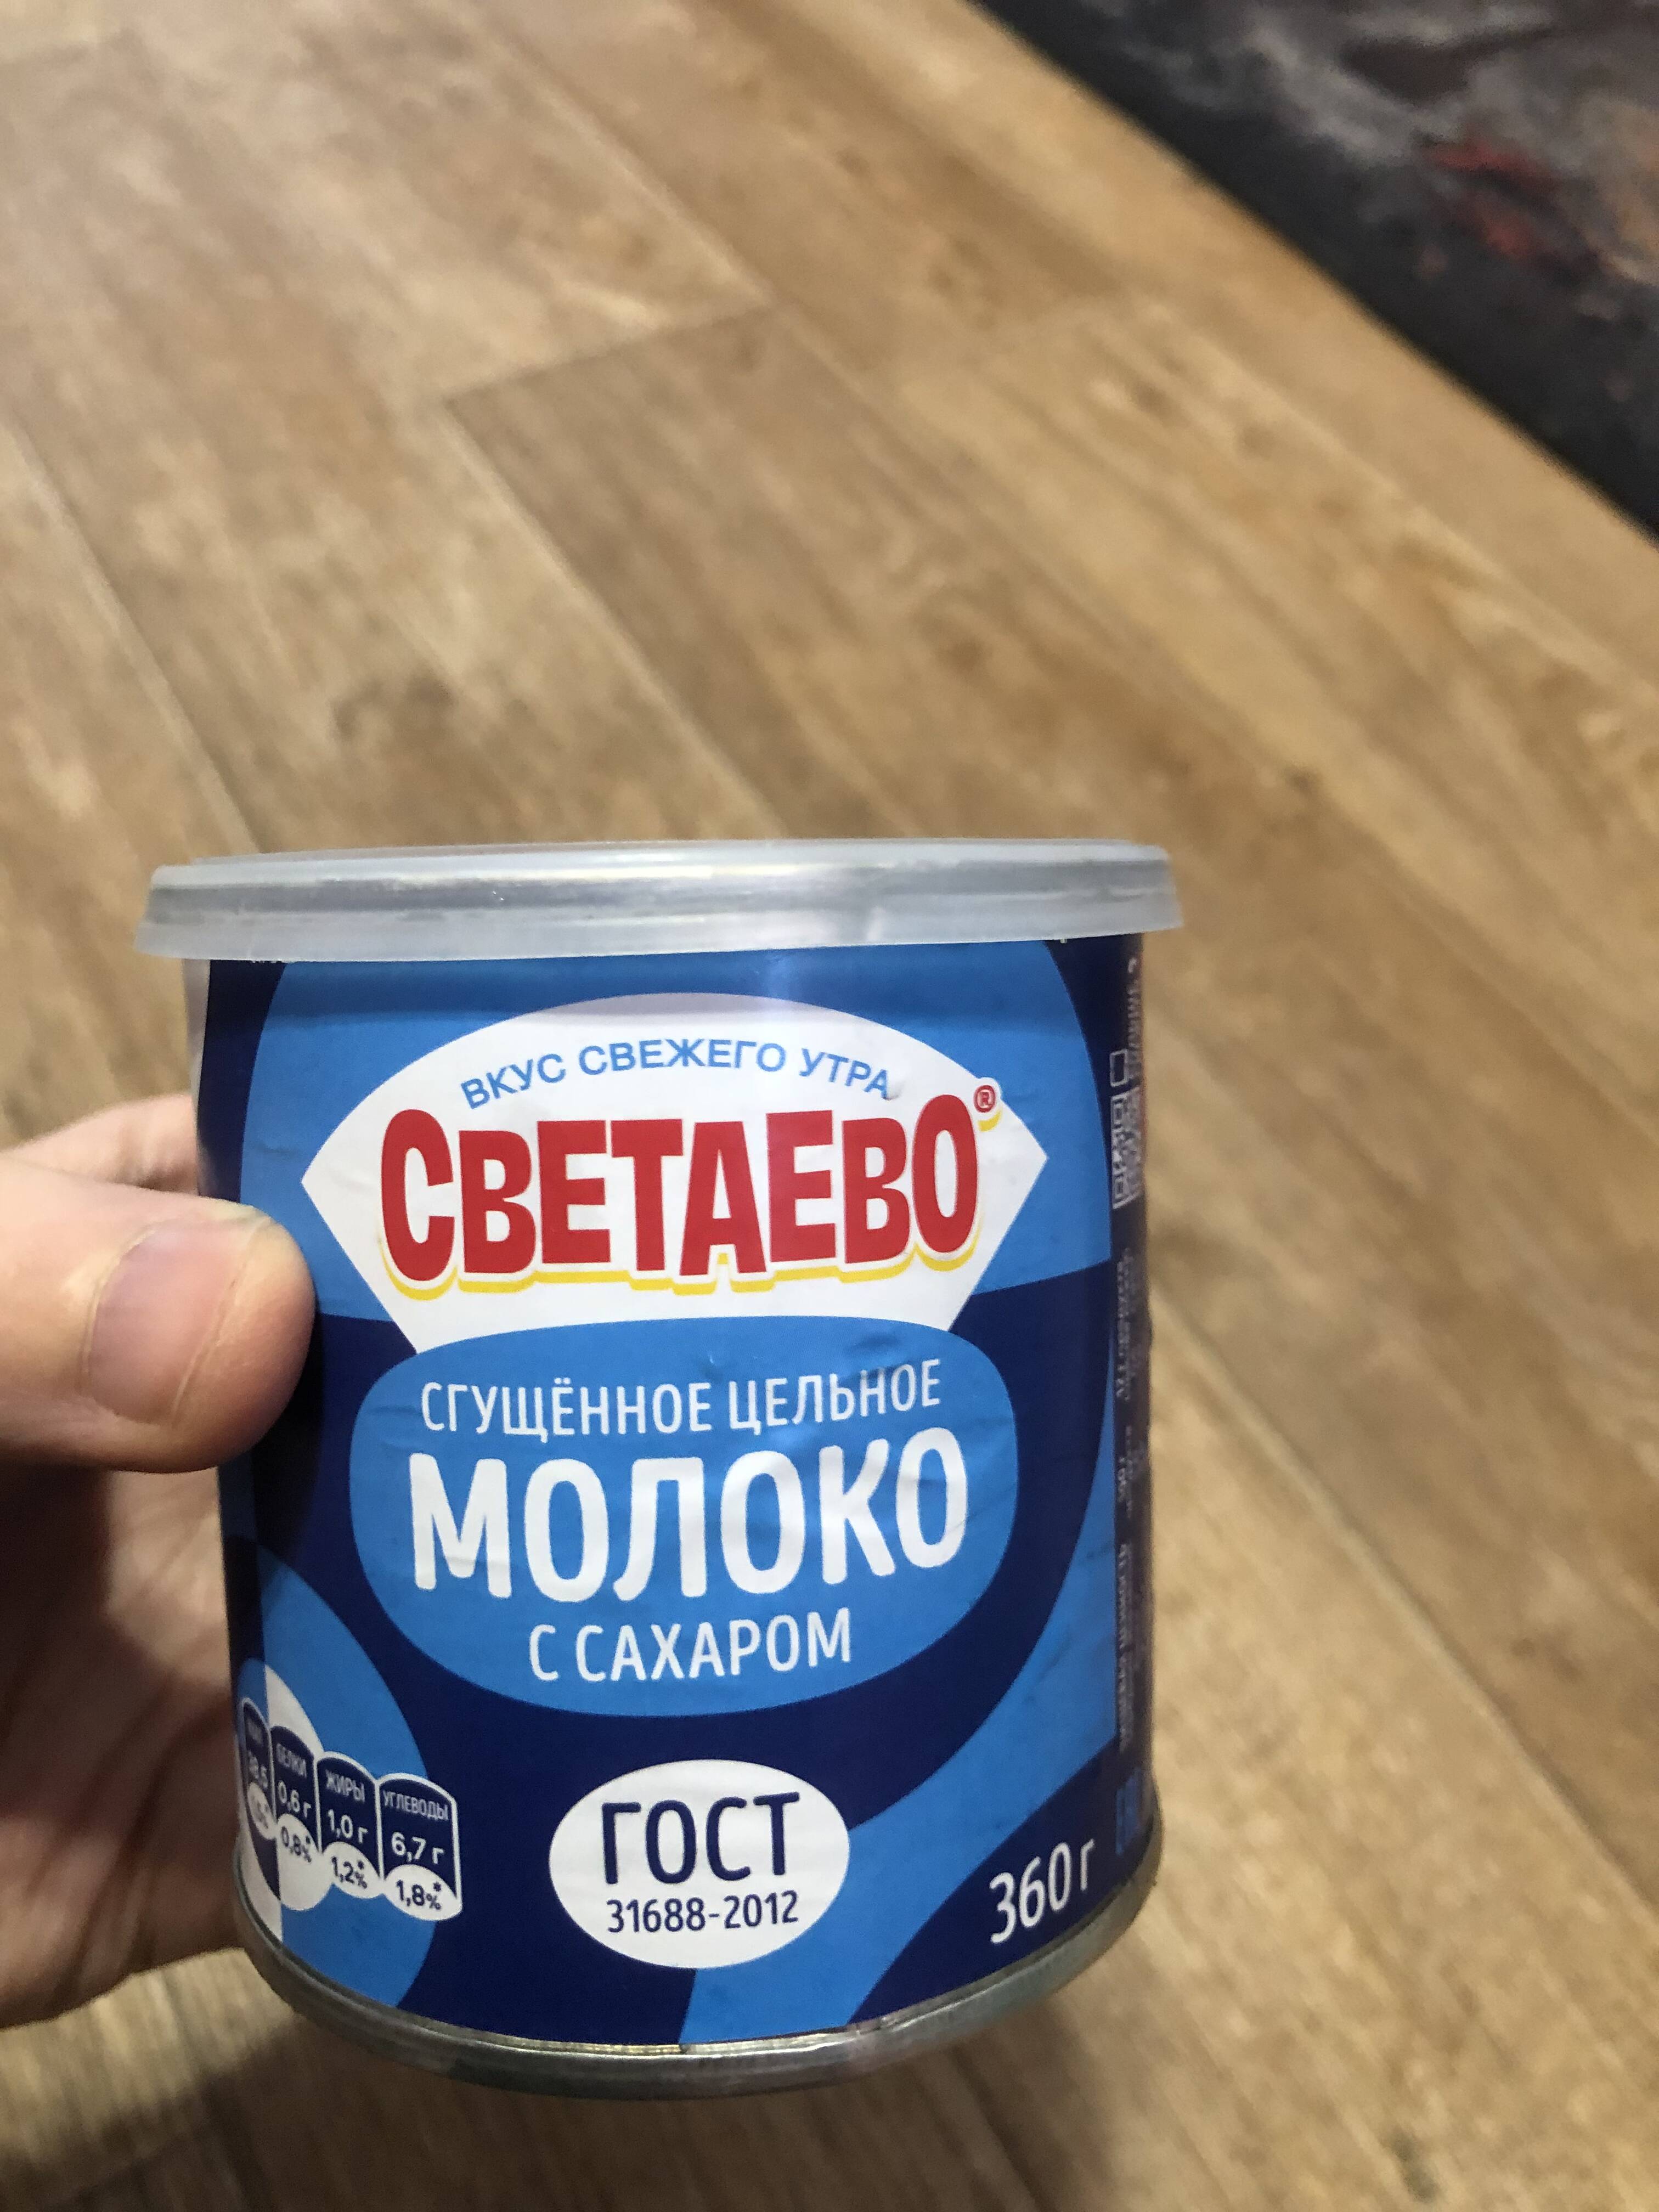 ВКУС СВЕЖЕГО УТРА
СВЕТАЕВО®
СГУЩЁННОЕ ЦЕЛЬНОЕ
МОЛОКО
С САХАРОМ
БЕЛКИ
0,6 г
0,8%*
ЖИРЫ
1,0 г
1,2%*
УГЛЕВОДЫ
6,7 г
1,8%*
ГОСТ
31688-2012
360 г